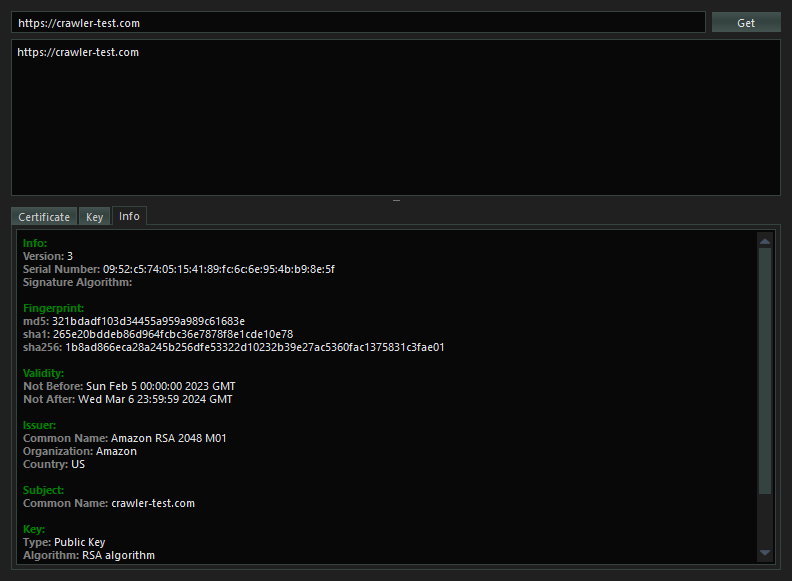 https://crawler-test.com
Get
https://crawler-test.com
Certificate Key Info
Info:
Version: 3
Serial Number: 09:52:c5:74:05:15:41:89:fc:6c:6e:95:4b:b9:8e:5f
Signature Algorithm:
Fingerprint:
md5: 321bdadf103d34455a959a989c61683e
sha1: 265e20bddeb86d964fcbc36e7878f8e1cde10e78
sha256: 1b8ad866eca28a245b256dfe53322d10232b39e27ac5360fac1375831c3fae01
Validity:
Not Before: Sun Feb 5 00:00:00 2023 GMT
Not After: Wed Mar 6 23:59:59 2024 GMT
Issuer:
Common Name: Amazon RSA 2048 M01
Organization: Amazon
Country: US
Subject:
Common Name: crawler-test.com
Key:
Type: Public Key
Algorithm: RSA algorithm